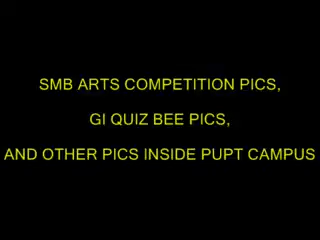 SMB ARTS COMPETITION PICS,
GI QUIZ BEE PICS,
AND OTHER PICS INSIDE PUPT CAMPUS